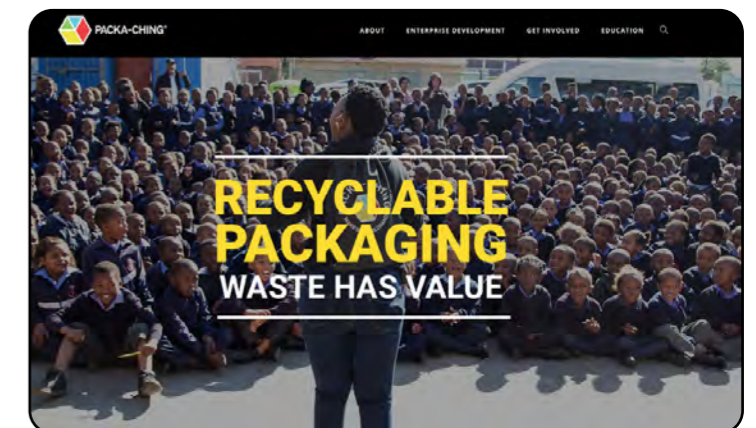 PACKA-CHING®
ABOUT ENTERPRISE DEVELOPMENT GET INVOLVED EDUCATION
RECYCLABLE
PACKAGING
WASTE HAS VALUE